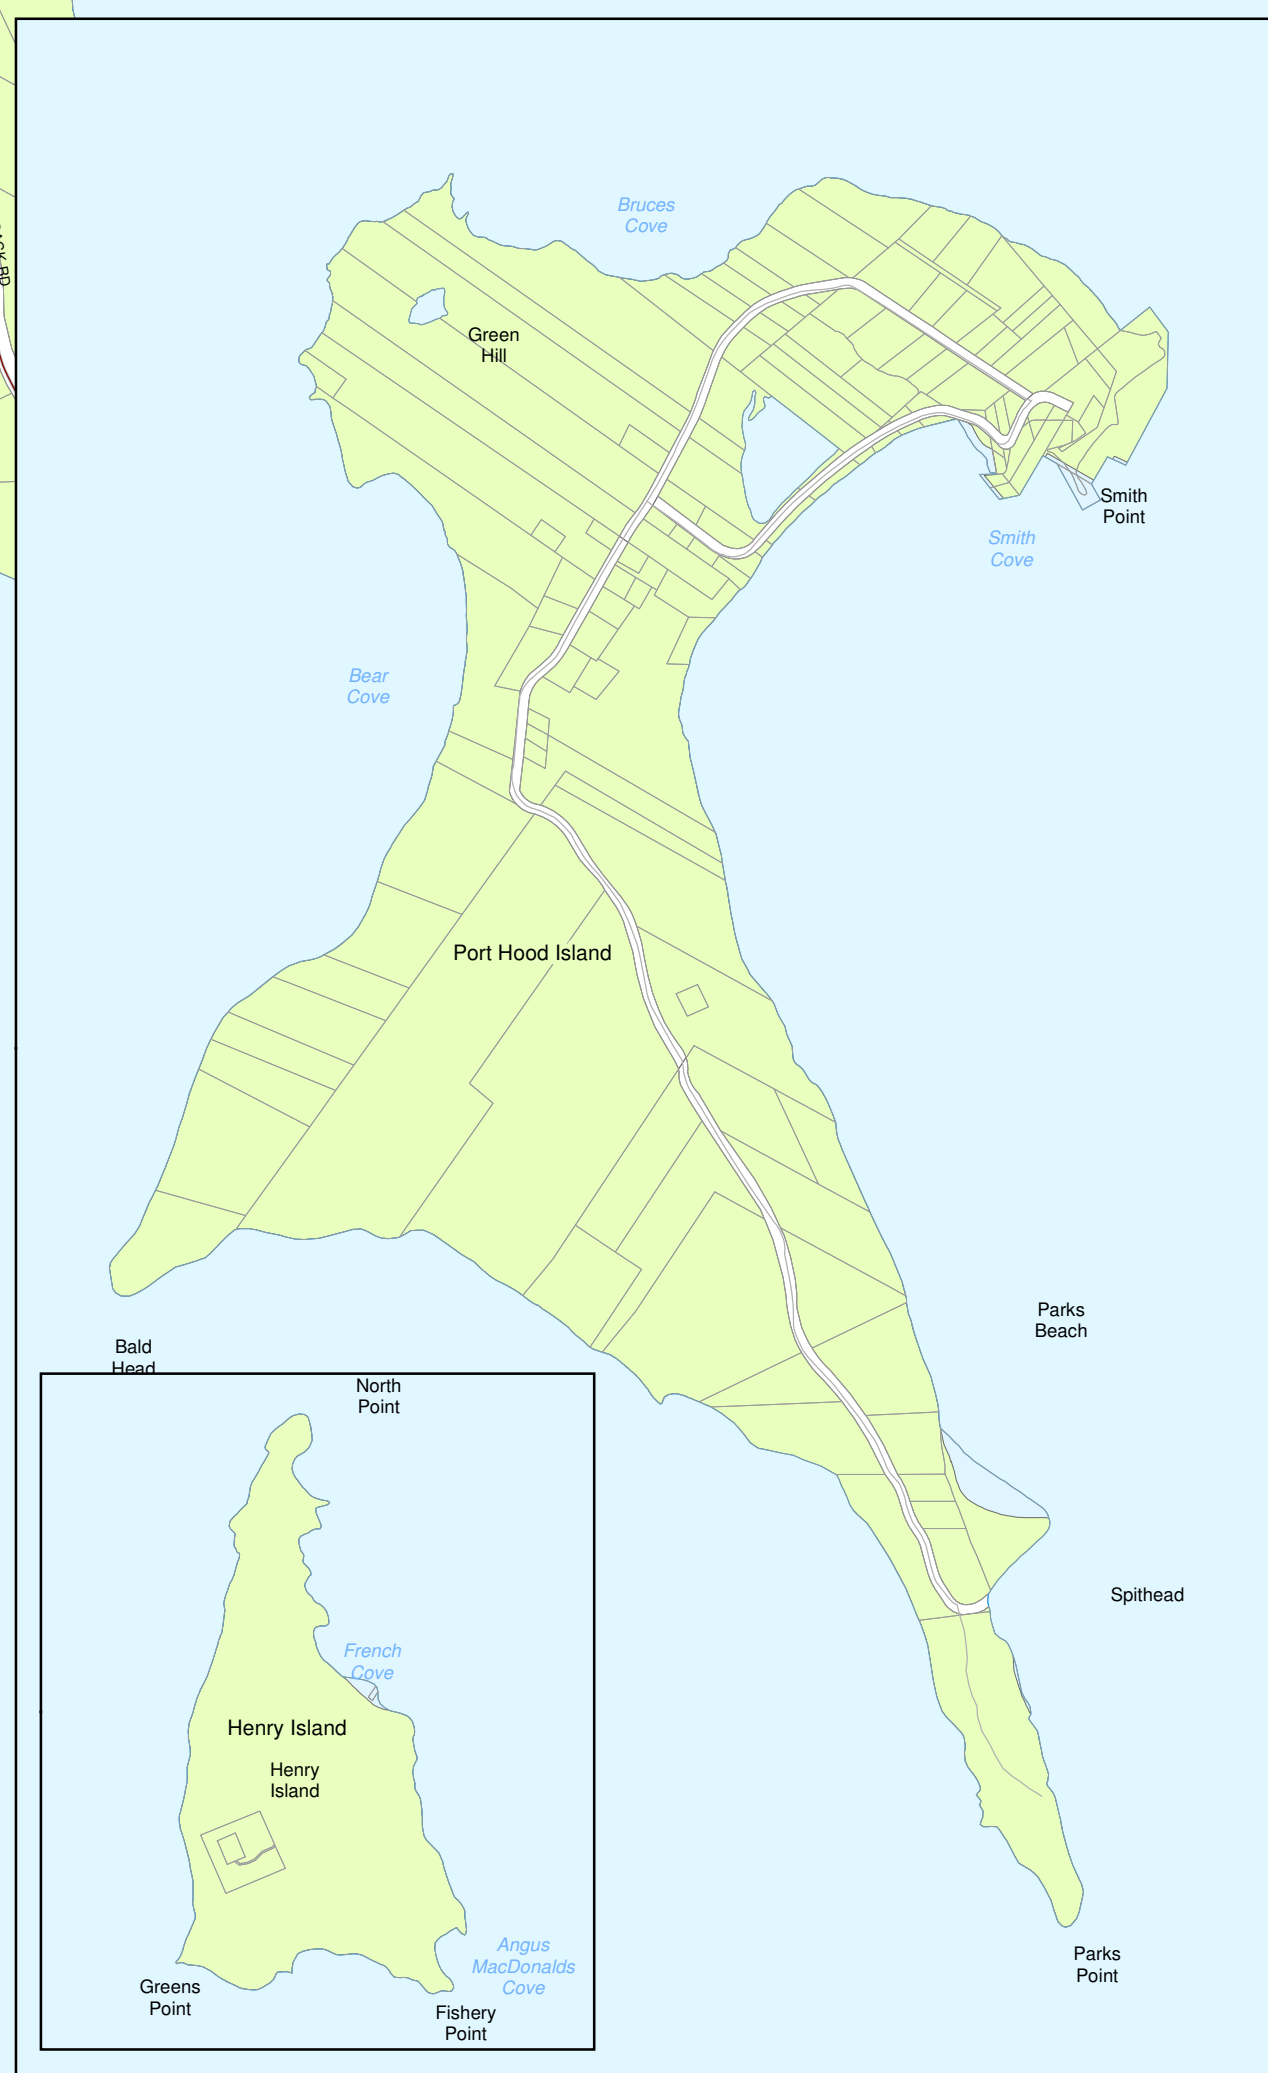 Bruces
Cove
Green
Hill
Smith
Point
Smith
Cove
Bear
Cove
Port Hood Island
Parks
Beach
Bald
Head
North
Point
Spithead
French
Cove
Henry Island
Henry
Island
Angus
MacDonalds
Cove
Parks
Point
Greens
Point
Fishery
Point